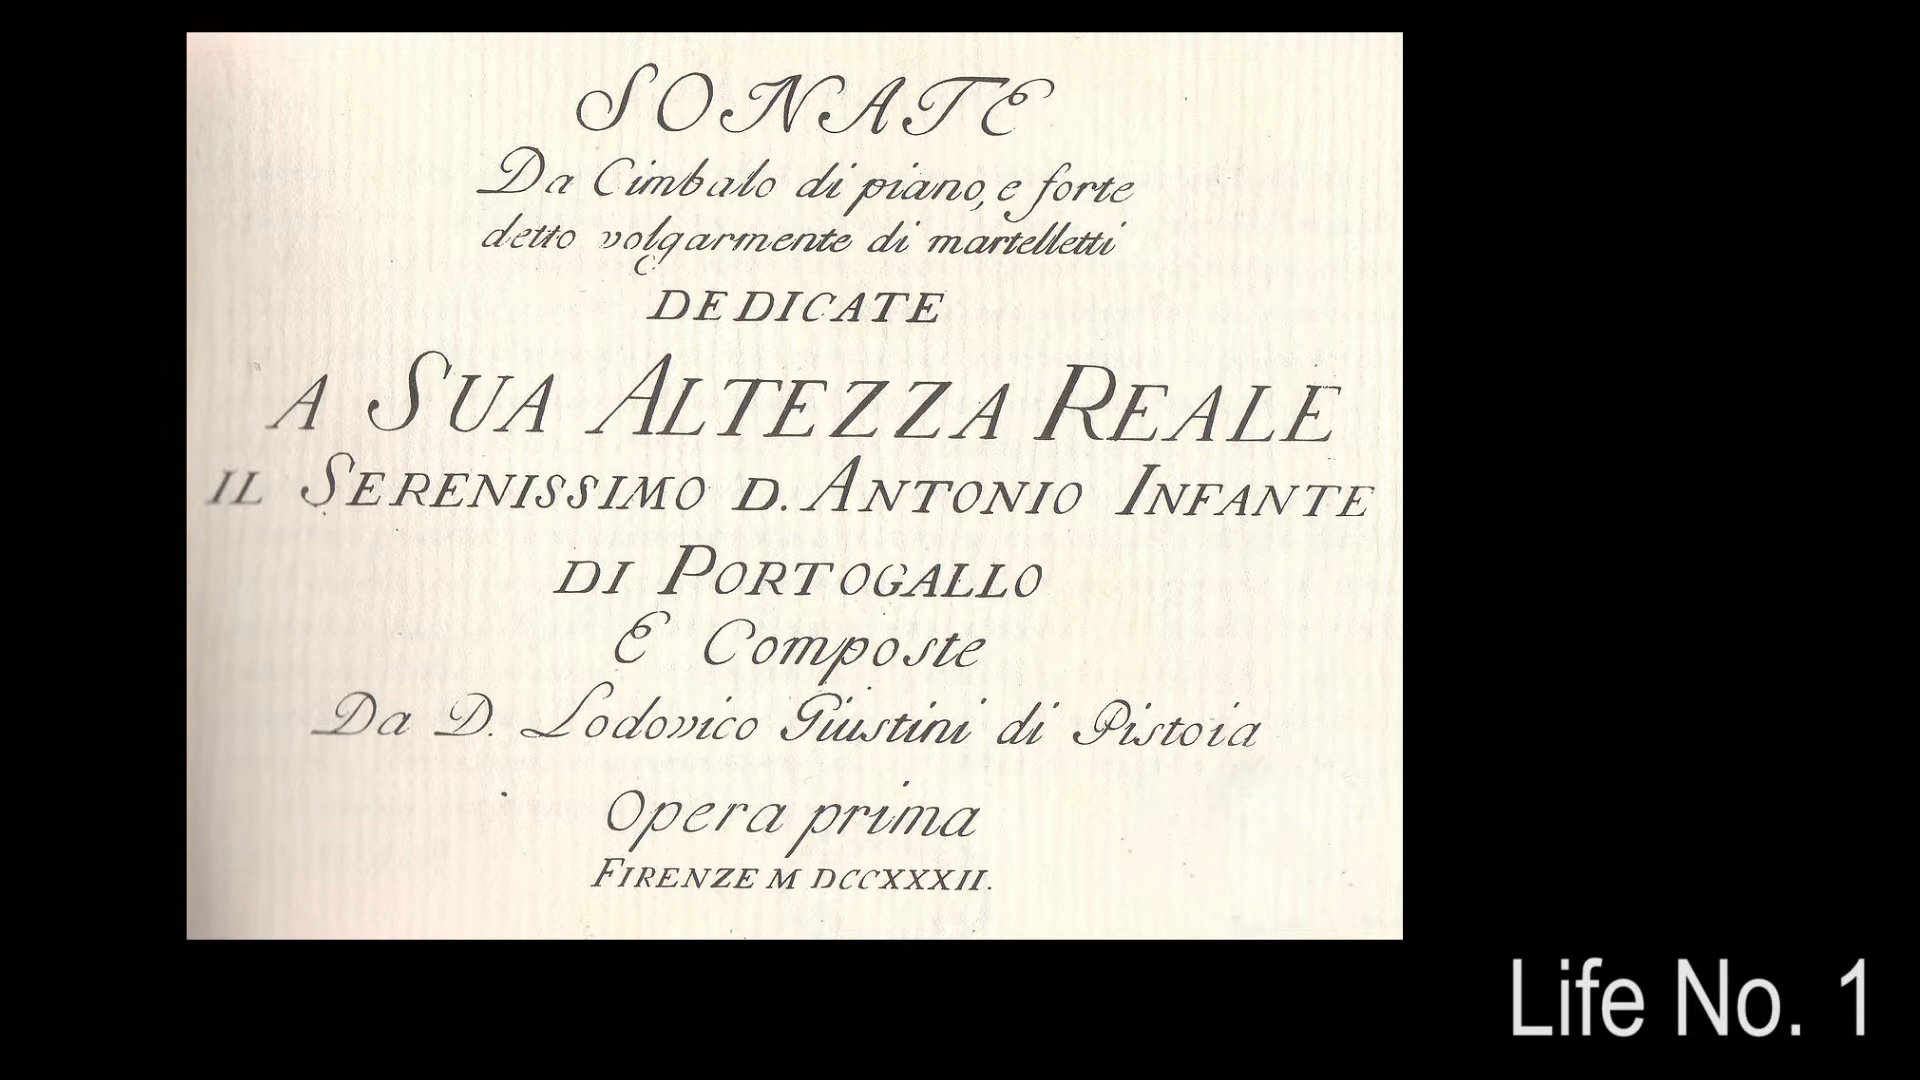 SONATE
Da Cimbalo di piano, e forte
detto volgarmente di martelletti
DEDICATE
A SUA ALTEZZA REALE
IL SERENISSIMO D. ANTONIO INFANTE
DI PORTOGALLO
E Composte
Da D. Lodovico Giustini di Pistoia
Opera prima
FIRENZE M DCCXXXII.
Life No. 1